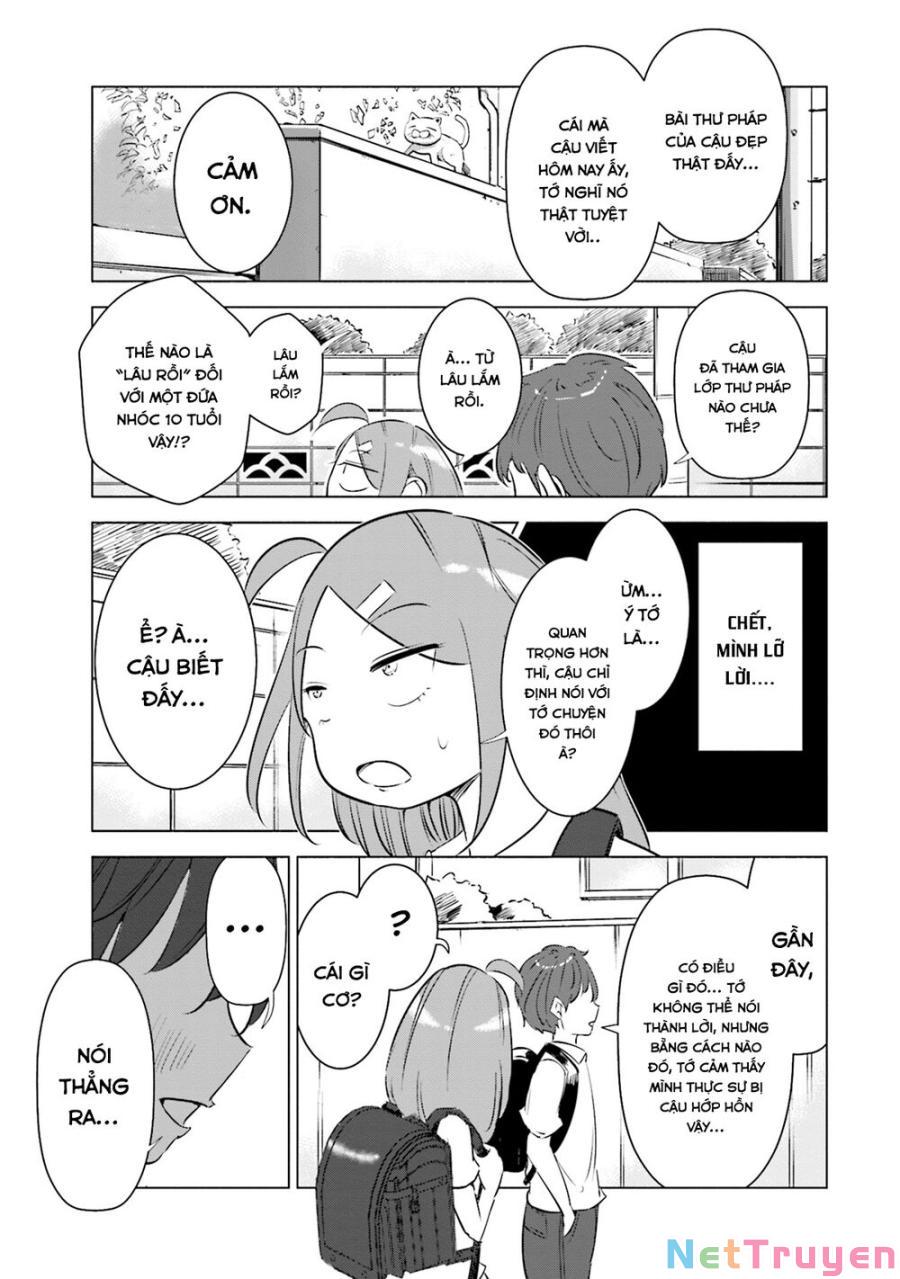 BÀI THƯ PHÁP
CỦA CẬU ĐẸP
THẬT ĐẤY...
CÁI MÀ
CẬU VIẾT
HÔM NAY ẤY,
TỚ NGHĨ NÓ
THẬT TUYỆT
VỜI..
CẢM
ƠN.
CẬU
ĐÃ THAM GIA
LỚP THƯ PHÁP
NÀO CHƯA
THẾ?
À... TỪ
LÂU LẮM
RỒI.
LÂU
LẮM
RỒI?
THẾ NÀO LÀ
“LÂU RỒI” ĐỐI
VỚI MỘT ĐỨA
NHÓC 10 TUỔI
VẬY!?
CHẾT,
MÌNH LỠ
LỜI....
ỪM...
Ý TỚ
LÀ...
QUAN
TRỌNG HƠN
THÌ, CẬU CHỈ
ĐỊNH NÓI VỚI
TỚ CHUYỆN
ĐÓ THÔI
À?
Ể? À...
CẬU BIẾT
ĐẤY...
GẦN
ĐÂY,
CÓ ĐIỀU
GÌ ĐÓ... TỚ
KHÔNG THỂ NÓI
THÀNH LỜI, NHƯNG
BẰNG CÁCH NÀO
ĐÓ, TỚ CẢM THẤY
MÌNH THỰC SỰ BỊ
CẬU HỚP HỒN
VẬY...
?
CÁI GÌ
CƠ?
...
NÓI
THẲNG
RA...
NetTruyen